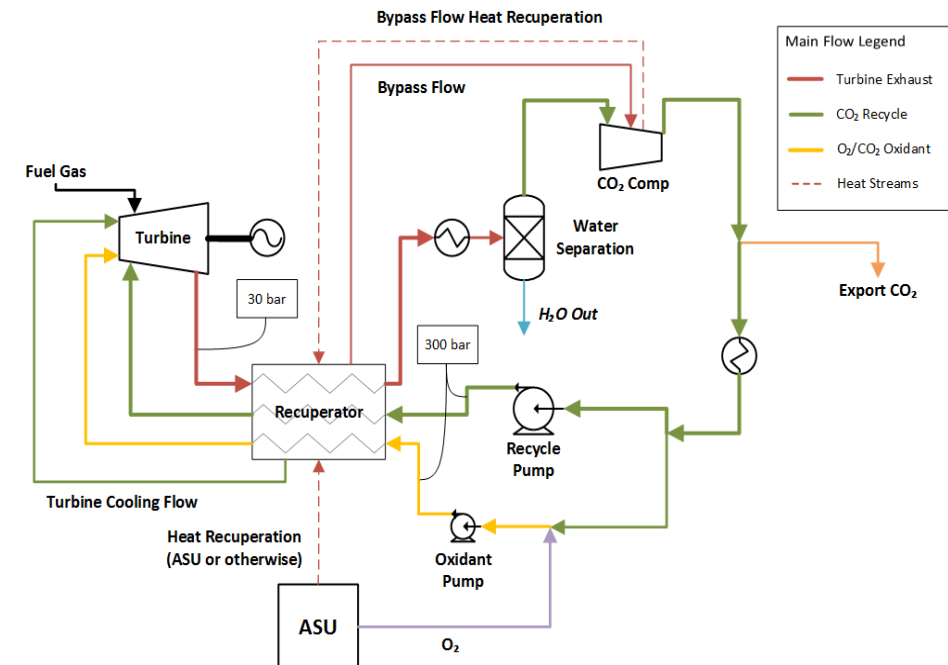 Bypass Flow Heat Recuperation
Main Flow Legend
Turbine Exhaust
CO₂ Recycle
O₂/CO₂ Oxidant
Heat Streams
Bypass Flow
Fuel Gas
CO₂ Comp
Turbine
Water
Separation
30 bar
Export CO₂
H₂O Out
300 bar
Recuperator
Recycle
Pump
Turbine Cooling Flow
Heat Recuperation
(ASU or otherwise)
Oxidant
Pump
ASU
O₂